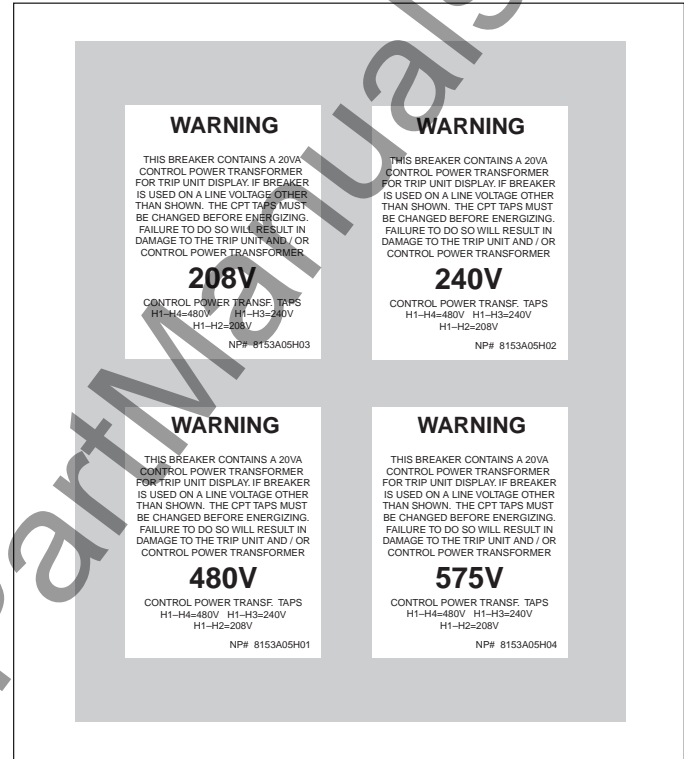 WARNING
THIS BREAKER CONTAINS A 20VA
CONTROL POWER TRANSFORMER
FOR TRIP UNIT DISPLAY. IF BREAKER
IS USED ON A LINE VOLTAGE OTHER
THAN SHOWN. THE CPT TAPS MUST
BE CHANGED BEFORE ENERGIZING.
FAILURE TO DO SO WILL RESULT IN
DAMAGE TO THE TRIP UNIT AND / OR
CONTROL POWER TRANSFORMER
208V
CONTROL POWER TRANSF. TAPS
H1–H4=480V H1–H3=240V
H1–H2=208V
NP# 8153A05H03
WARNING
THIS BREAKER CONTAINS A 20VA
CONTROL POWER TRANSFORMER
FOR TRIP UNIT DISPLAY. IF BREAKER
IS USED ON A LINE VOLTAGE OTHER
THAN SHOWN. THE CPT TAPS MUST
BE CHANGED BEFORE ENERGIZING.
FAILURE TO DO SO WILL RESULT IN
DAMAGE TO THE TRIP UNIT AND / OR
CONTROL POWER TRANSFORMER
240V
CONTROL POWER TRANSF. TAPS
H1–H4=480V H1–H3=240V
H1–H2=208V
NP# 8153A05H02
WARNING
THIS BREAKER CONTAINS A 20VA
CONTROL POWER TRANSFORMER
FOR TRIP UNIT DISPLAY. IF BREAKER
IS USED ON A LINE VOLTAGE OTHER
THAN SHOWN. THE CPT TAPS MUST
BE CHANGED BEFORE ENERGIZING.
FAILURE TO DO SO WILL RESULT IN
DAMAGE TO THE TRIP UNIT AND / OR
CONTROL POWER TRANSFORMER
480V
CONTROL POWER TRANSF. TAPS
H1–H4=480V H1–H3=240V
H1–H2=208V
NP# 8153A05H01
WARNING
THIS BREAKER CONTAINS A 20VA
CONTROL POWER TRANSFORMER
FOR TRIP UNIT DISPLAY. IF BREAKER
IS USED ON A LINE VOLTAGE OTHER
THAN SHOWN. THE CPT TAPS MUST
BE CHANGED BEFORE ENERGIZING.
FAILURE TO DO SO WILL RESULT IN
DAMAGE TO THE TRIP UNIT AND / OR
CONTROL POWER TRANSFORMER
575V
CONTROL POWER TRANSF. TAPS
H1–H4=480V H1–H3=240V
H1–H2=208V
NP# 8153A05H04
PartManuals